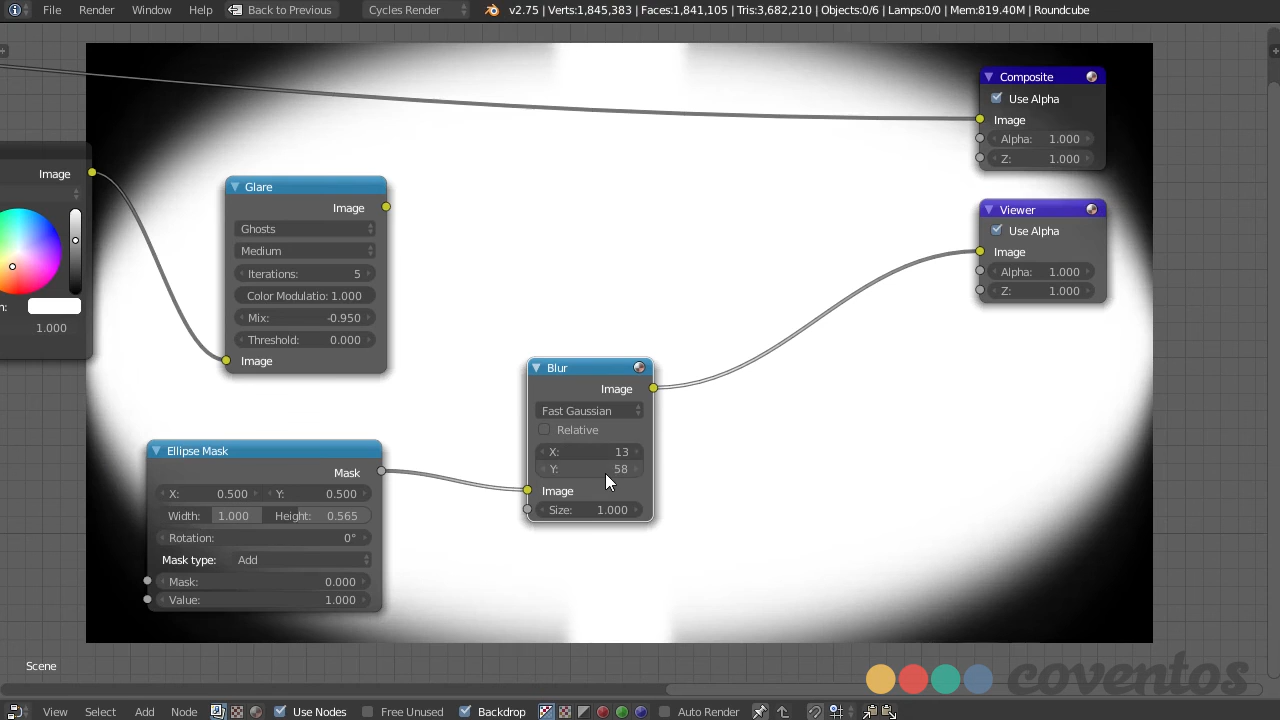 File Render Window Help Back to Previous Cycles Render v2.75 | Verts:1,845,383 | Faces:1,841,105 | Tris:3,682,210 | Objects:0/6 | Lamps:0/0 | Mem:819.40M | Roundcube
Composite
Use Alpha
Image
Alpha: 1.000
Z: 1.000
Image
1.000
Glare
Image
Ghosts
Medium
Iterations: 5
Color Modulatio: 1.000
Mix: -0.950
Threshold: 0.000
Image
Viewer
Use Alpha
Image
Alpha: 1.000
Z: 1.000
Blur
Image
Fast Gaussian
Relative
X: 13
Y: 58
Image
Size: 1.000
Ellipse Mask
Mask
X: 0.500 Y: 0.500
Width: 1.000 Height: 0.565
Rotation: 0°
Mask type: Add
Mask: 0.000
Value: 1.000
Scene
coventos
View Select Add Node Use Nodes Free Unused Backdrop Auto Render